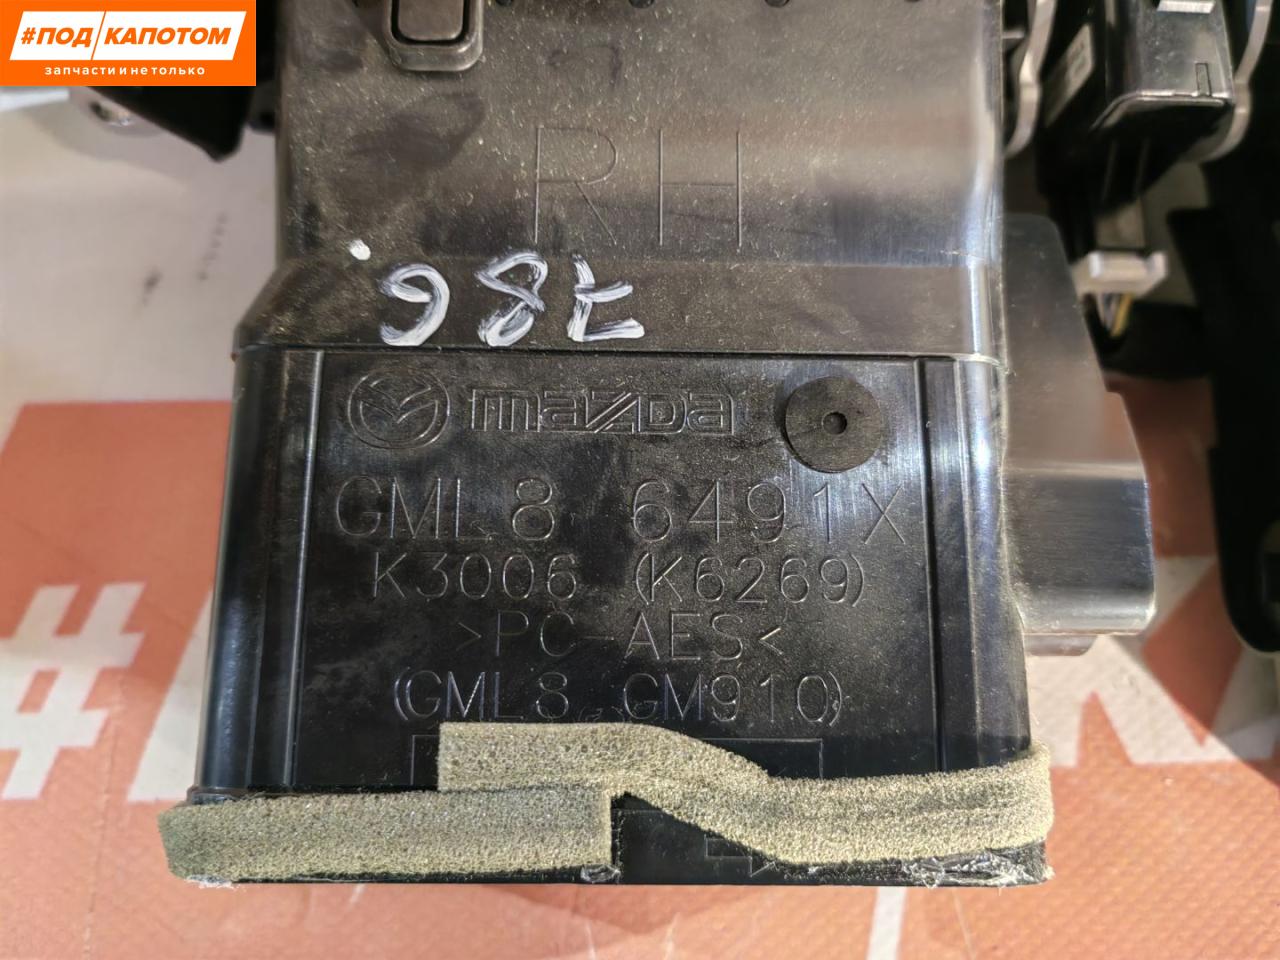 #ПОД КАПОТОМ
запчасти и не только
RH
786
mazda
GML8 6491X
K3006 (K6269)
>PC-AES<
(GML8 GM910)